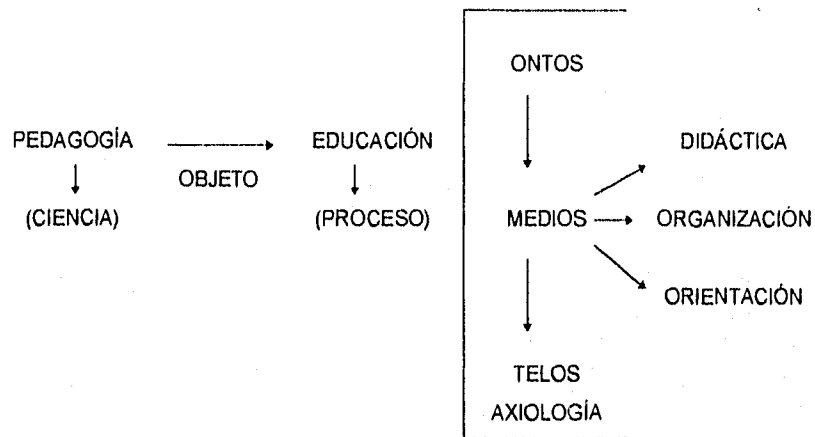 ONTOS
PEDAGOGÍA EDUCACIÓN DIDÁCTICA
OBJETO
(CIENCIA) (PROCESO) MEDIOS ORGANIZACIÓN
ORIENTACIÓN
TELOS
AXIOLOGÍA